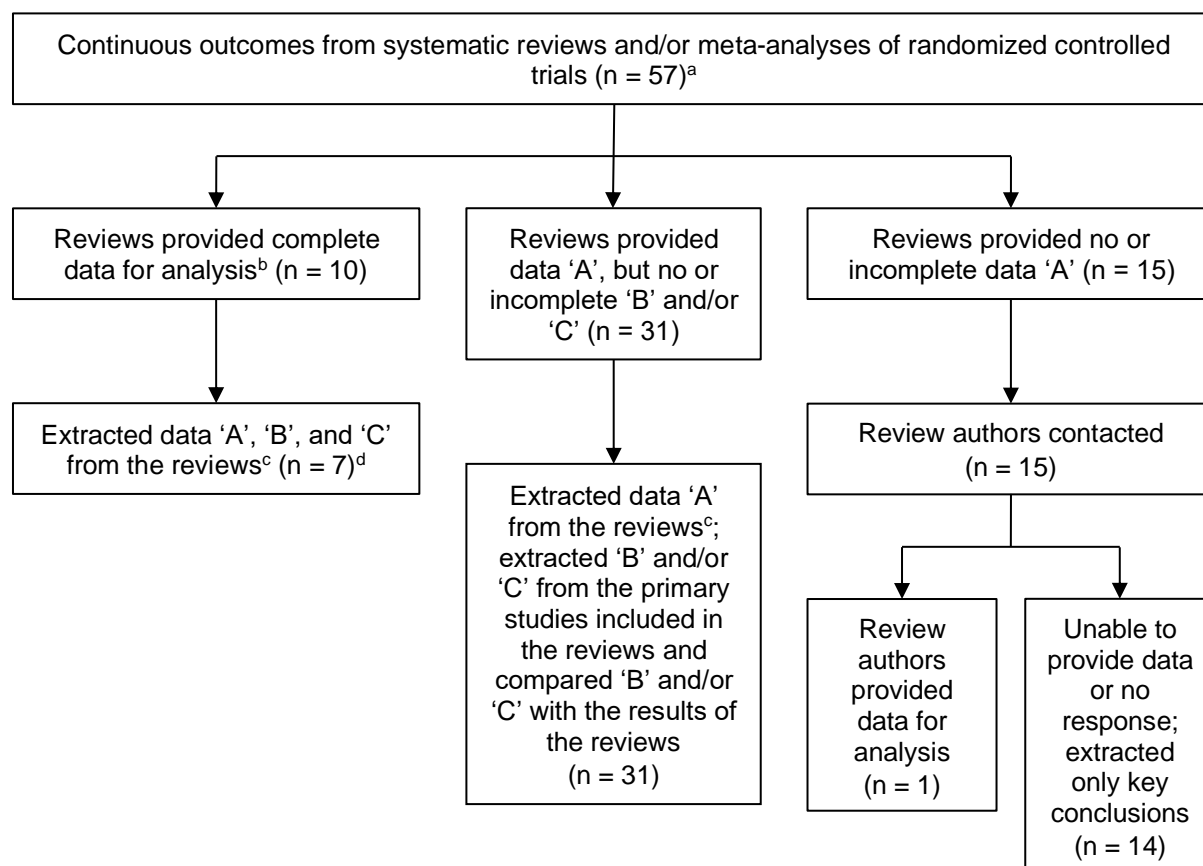 Continuous outcomes from systematic reviews and/or meta-analyses of randomized controlled
trials (n = 57)ᵃ
Reviews provided complete
data for analysisᵇ (n = 10)
Reviews provided
data ‘A’, but no or
incomplete ‘B’ and/or
‘C’ (n = 31)
Reviews provided no or
incomplete data ‘A’ (n = 15)
Extracted data ‘A’, ‘B’, and ‘C’
from the reviewsᶜ (n = 7)ᵈ
Extracted data ‘A’
from the reviewsᶜ;
extracted ‘B’ and/or
‘C’ from the primary
studies included in
the reviews and
compared ‘B’ and/or
‘C’ with the results of
the reviews
(n = 31)
Review authors contacted
(n = 15)
Review
authors
provided
data for
analysis
(n = 1)
Unable to
provide data
or no
response;
extracted
only key
conclusions
(n = 14)